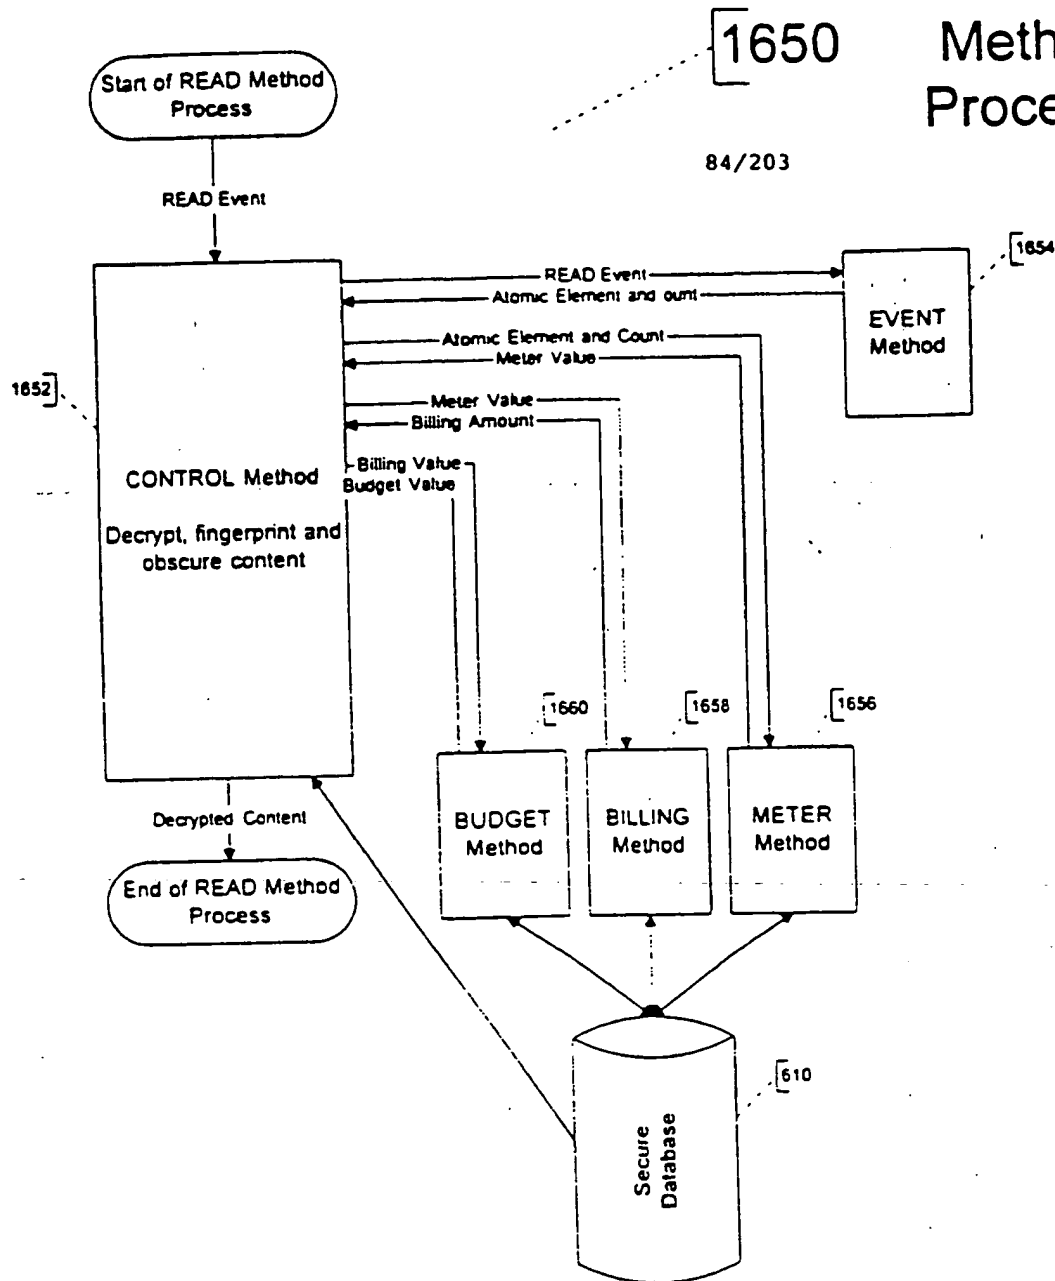 1650 Meth
Proce
84/203
Start of READ Method
Process
READ Event
READ Event
Atomic Element and ount
1654
EVENT
Method
Atomic Element and Count
Meter Value
1652
Meter Value
Billing Amount
Billing Value
Budget Value
CONTROL Method
Decrypt, fingerprint and
obscure content
1660
1658
1656
BUDGET
Method
BILLING
Method
METER
Method
Decrypted Content
End of READ Method
Process
610
Secure
Database